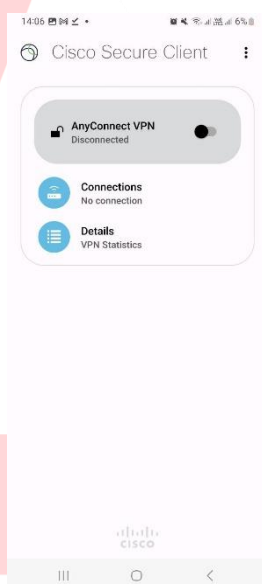 14:06
6%
Cisco Secure Client
AnyConnect VPN
Disconnected
Connections
No connection
Details
VPN Statistics
CISCO